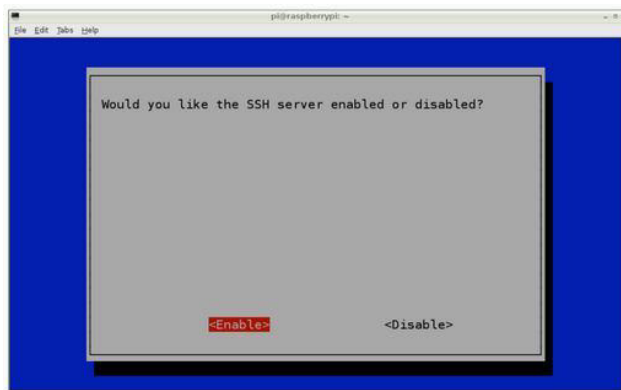 pi@raspberrypi: ~
File Edit Tabs Help
Would you like the SSH server enabled or disabled?
<Enable> <Disable>